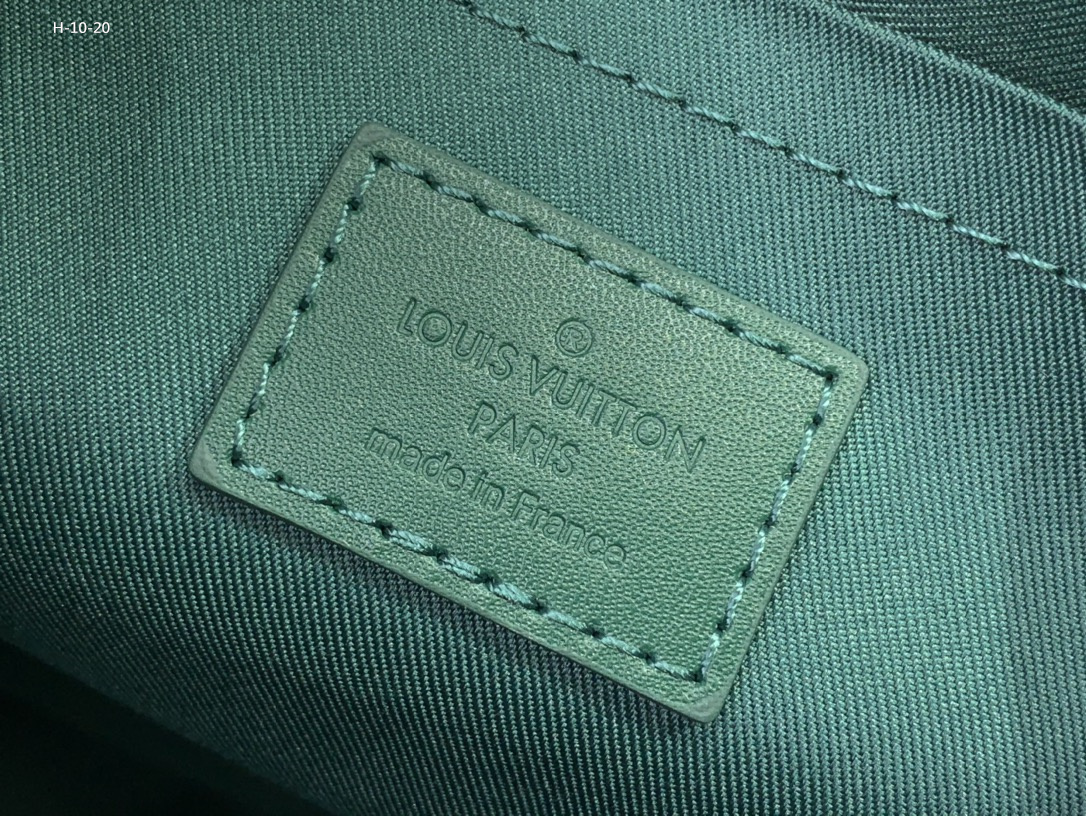 H-10-20
®
LOUIS VUITTON
PARIS
made in France